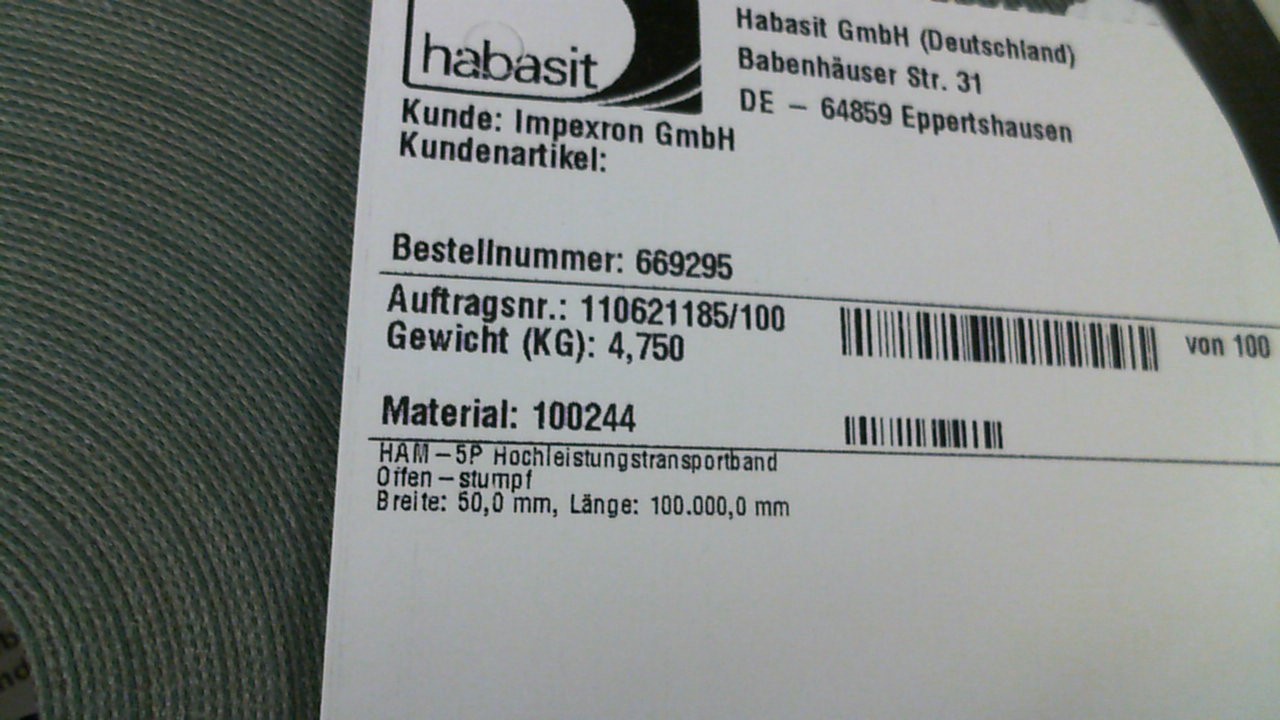 habasit
Habasit GmbH (Deutschland)
Babenhäuser Str. 31
DE – 64859 Eppertshausen
Kunde: Impexron GmbH
Kundenartikel:
Bestellnummer: 669295
Auftragsnr.: 110621185/100
von 100
Gewicht (KG): 4,750
Material: 100244
HAM–5P Hochleistungstransportband
Offen–stumpf
Breite: 50,0 mm, Länge: 100.000,0 mm